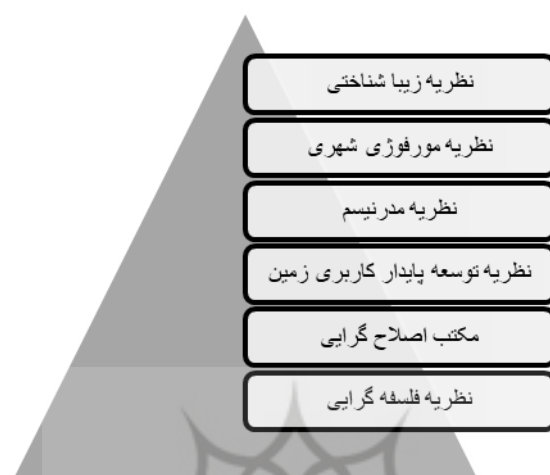 نظریه زیبا شناختی
نظریه مورفوژی شهری
نظریه مدرنیسم
نظریه توسعه پایدار کاربری زمین
مکتب اصلاح گرایی
نظریه فلسفه گرایی